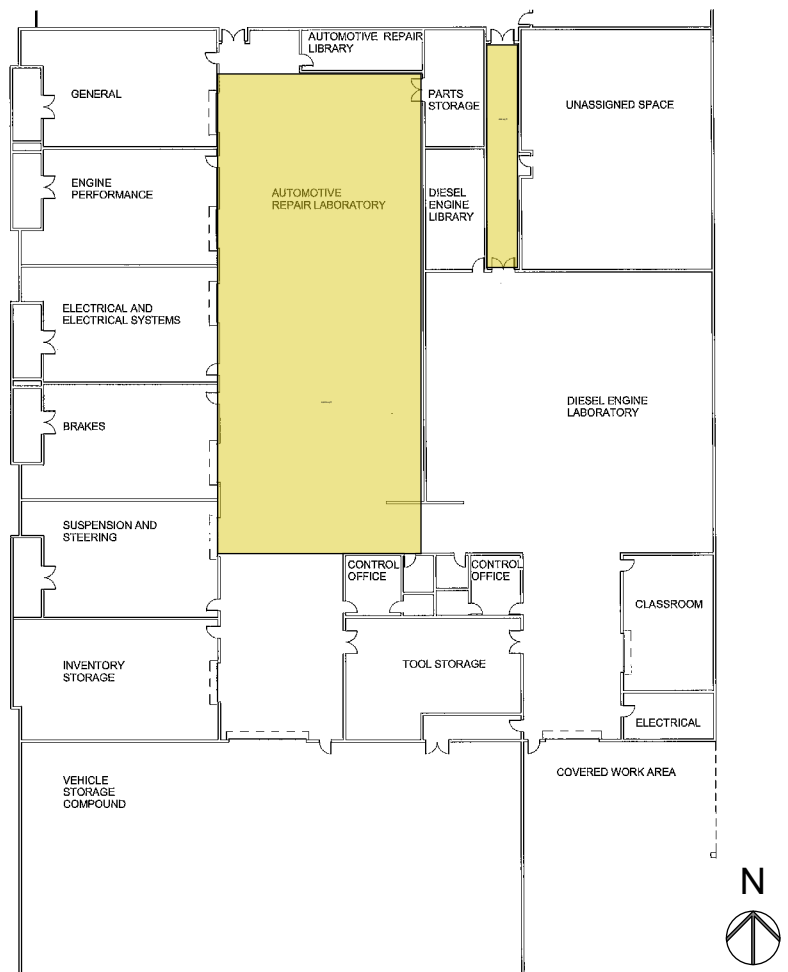 AUTOMOTIVE REPAIR
LIBRARY
GENERAL
PARTS
STORAGE
UNASSIGNED SPACE
ENGINE
PERFORMANCE
AUTOMOTIVE
REPAIR LABORATORY
DIESEL
ENGINE
LIBRARY
ELECTRICAL AND
ELECTRICAL SYSTEMS
BRAKES
DIESEL ENGINE
LABORATORY
SUSPENSION AND
STEERING
CONTROL
OFFICE
CONTROL
OFFICE
CLASSROOM
INVENTORY
STORAGE
TOOL STORAGE
ELECTRICAL
VEHICLE
STORAGE
COMPOUND
COVERED WORK AREA
N